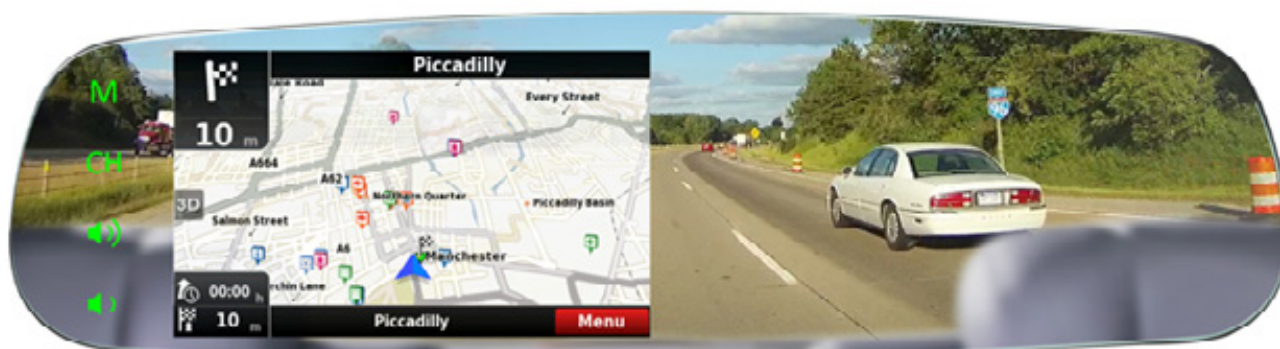 M
CH
10 m
Piccadilly
Every Street
A664
A62
Northern Quarter
3D
Piccadilly Basin
Salmon Street
A6
Manchester
00:00 h
10 m
Piccadilly
Menu
96